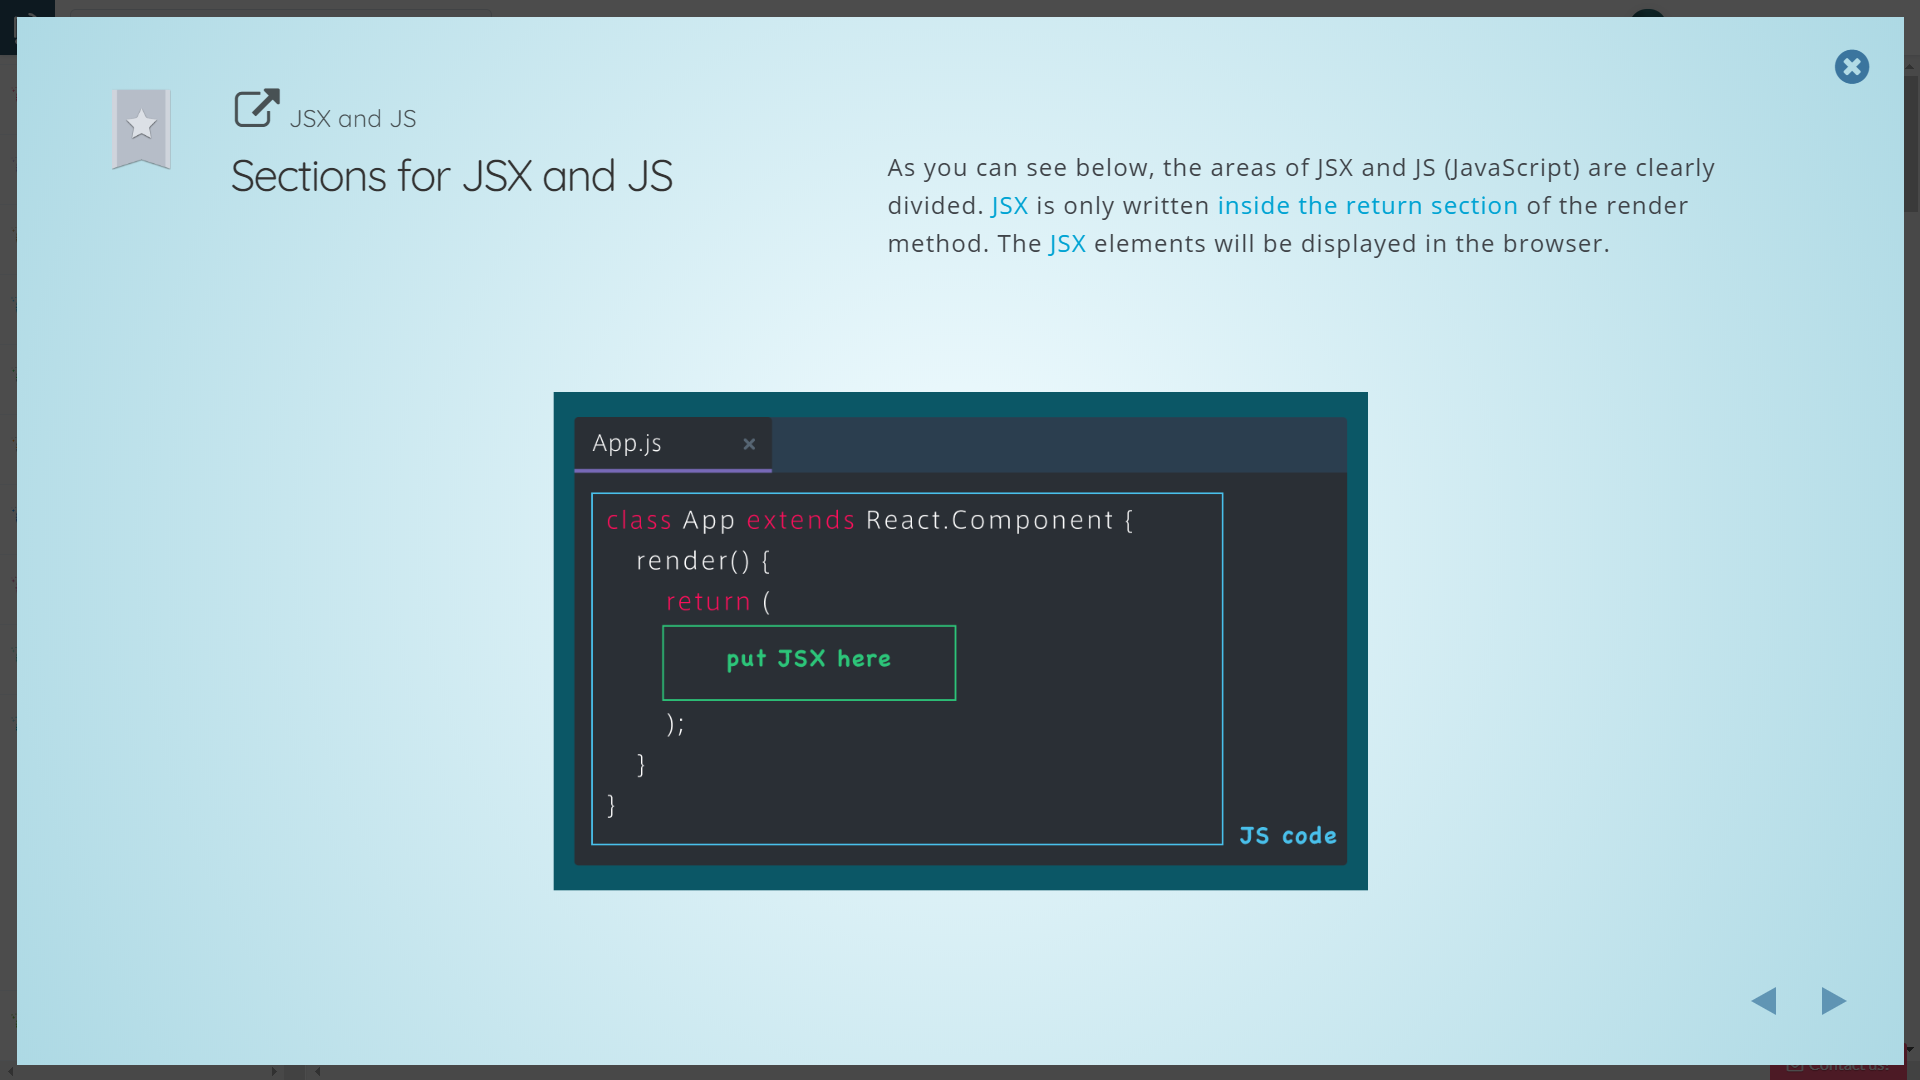 JSX and JS
Sections for JSX and JS
As you can see below, the areas of JSX and JS (JavaScript) are clearly
divided. JSX is only written inside the return section of the render
method. The JSX elements will be displayed in the browser.
App.js
class App extends React.Component {
render() {
return (
put JSX here
);
}
}
JS code
Contact us!